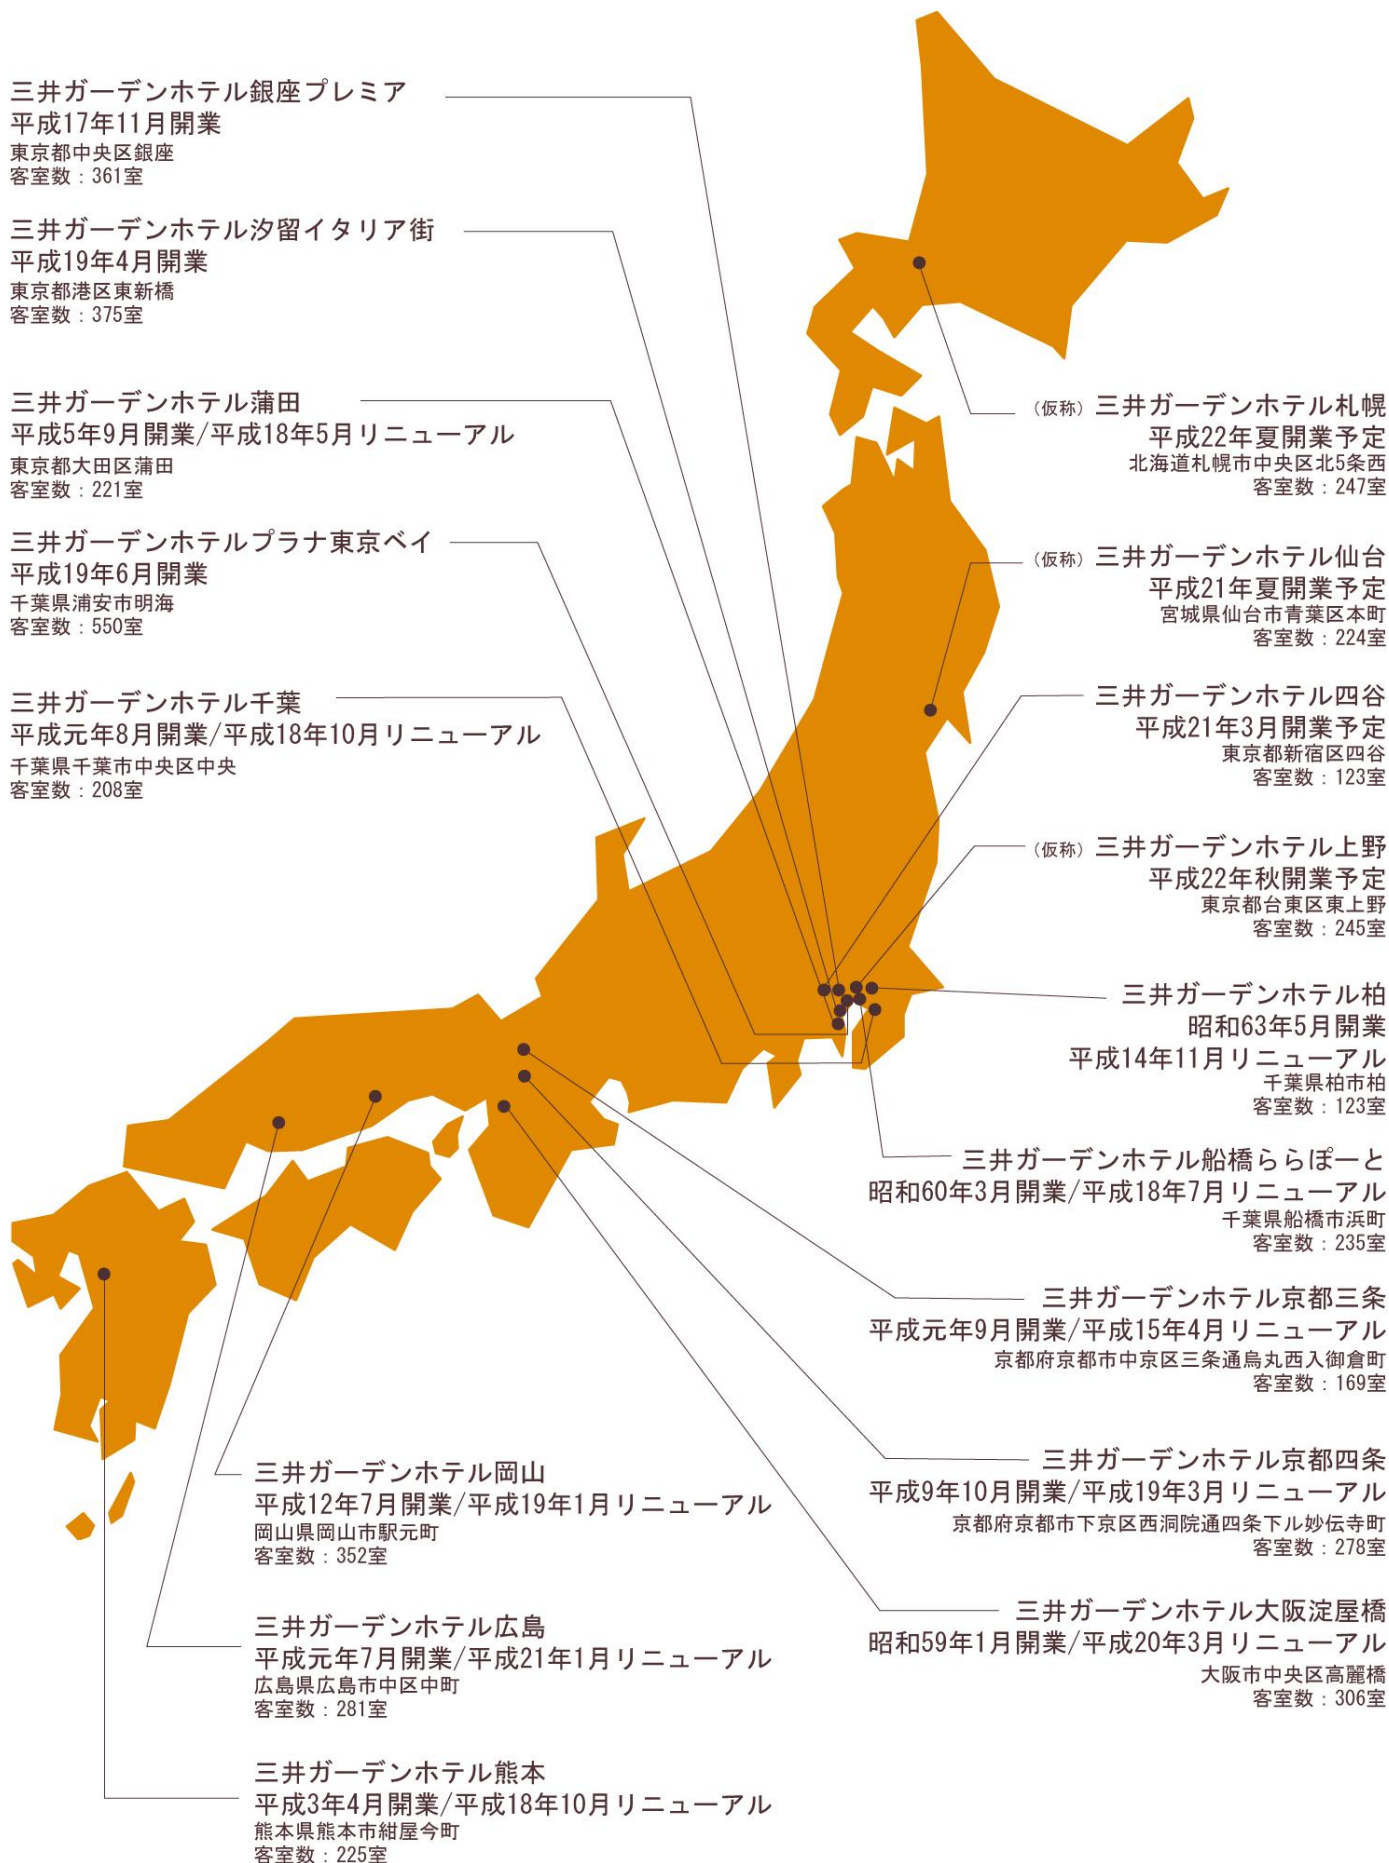 三井ガーデンホテル銀座プレミア
平成17年11月開業
東京都中央区銀座
客室数：361室
三井ガーデンホテル汐留イタリア街
平成19年4月開業
東京都港区東新橋
客室数：375室
三井ガーデンホテル蒲田
平成5年9月開業/平成18年5月リニューアル
東京都大田区蒲田
客室数：221室
三井ガーデンホテルプラナ東京ベイ
平成19年6月開業
千葉県浦安市明海
客室数：550室
三井ガーデンホテル千葉
平成元年8月開業/平成18年10月リニューアル
千葉県千葉市中央区中央
客室数：208室
（仮称）三井ガーデンホテル札幌
平成22年夏開業予定
北海道札幌市中央区北5条西
客室数：247室
（仮称）三井ガーデンホテル仙台
平成21年夏開業予定
宮城県仙台市青葉区本町
客室数：224室
三井ガーデンホテル四谷
平成21年3月開業予定
東京都新宿区四谷
客室数：123室
（仮称）三井ガーデンホテル上野
平成22年秋開業予定
東京都台東区東上野
客室数：245室
三井ガーデンホテル柏
昭和63年5月開業
平成14年11月リニューアル
千葉県柏市柏
客室数：123室
三井ガーデンホテル船橋ららぽーと
昭和60年3月開業/平成18年7月リニューアル
千葉県船橋市浜町
客室数：235室
三井ガーデンホテル京都三条
平成元年9月開業/平成15年4月リニューアル
京都府京都市中京区三条通烏丸西入御倉町
客室数：169室
三井ガーデンホテル京都四条
平成9年10月開業/平成19年3月リニューアル
京都府京都市下京区西洞院通四条下ル妙伝寺町
客室数：278室
三井ガーデンホテル大阪淀屋橋
昭和59年1月開業/平成20年3月リニューアル
大阪市中央区高麗橋
客室数：306室
三井ガーデンホテル岡山
平成12年7月開業/平成19年1月リニューアル
岡山県岡山市駅元町
客室数：352室
三井ガーデンホテル広島
平成元年7月開業/平成21年1月リニューアル
広島県広島市中区中町
客室数：281室
三井ガーデンホテル熊本
平成3年4月開業/平成18年10月リニューアル
熊本県熊本市紺屋今町
客室数：225室